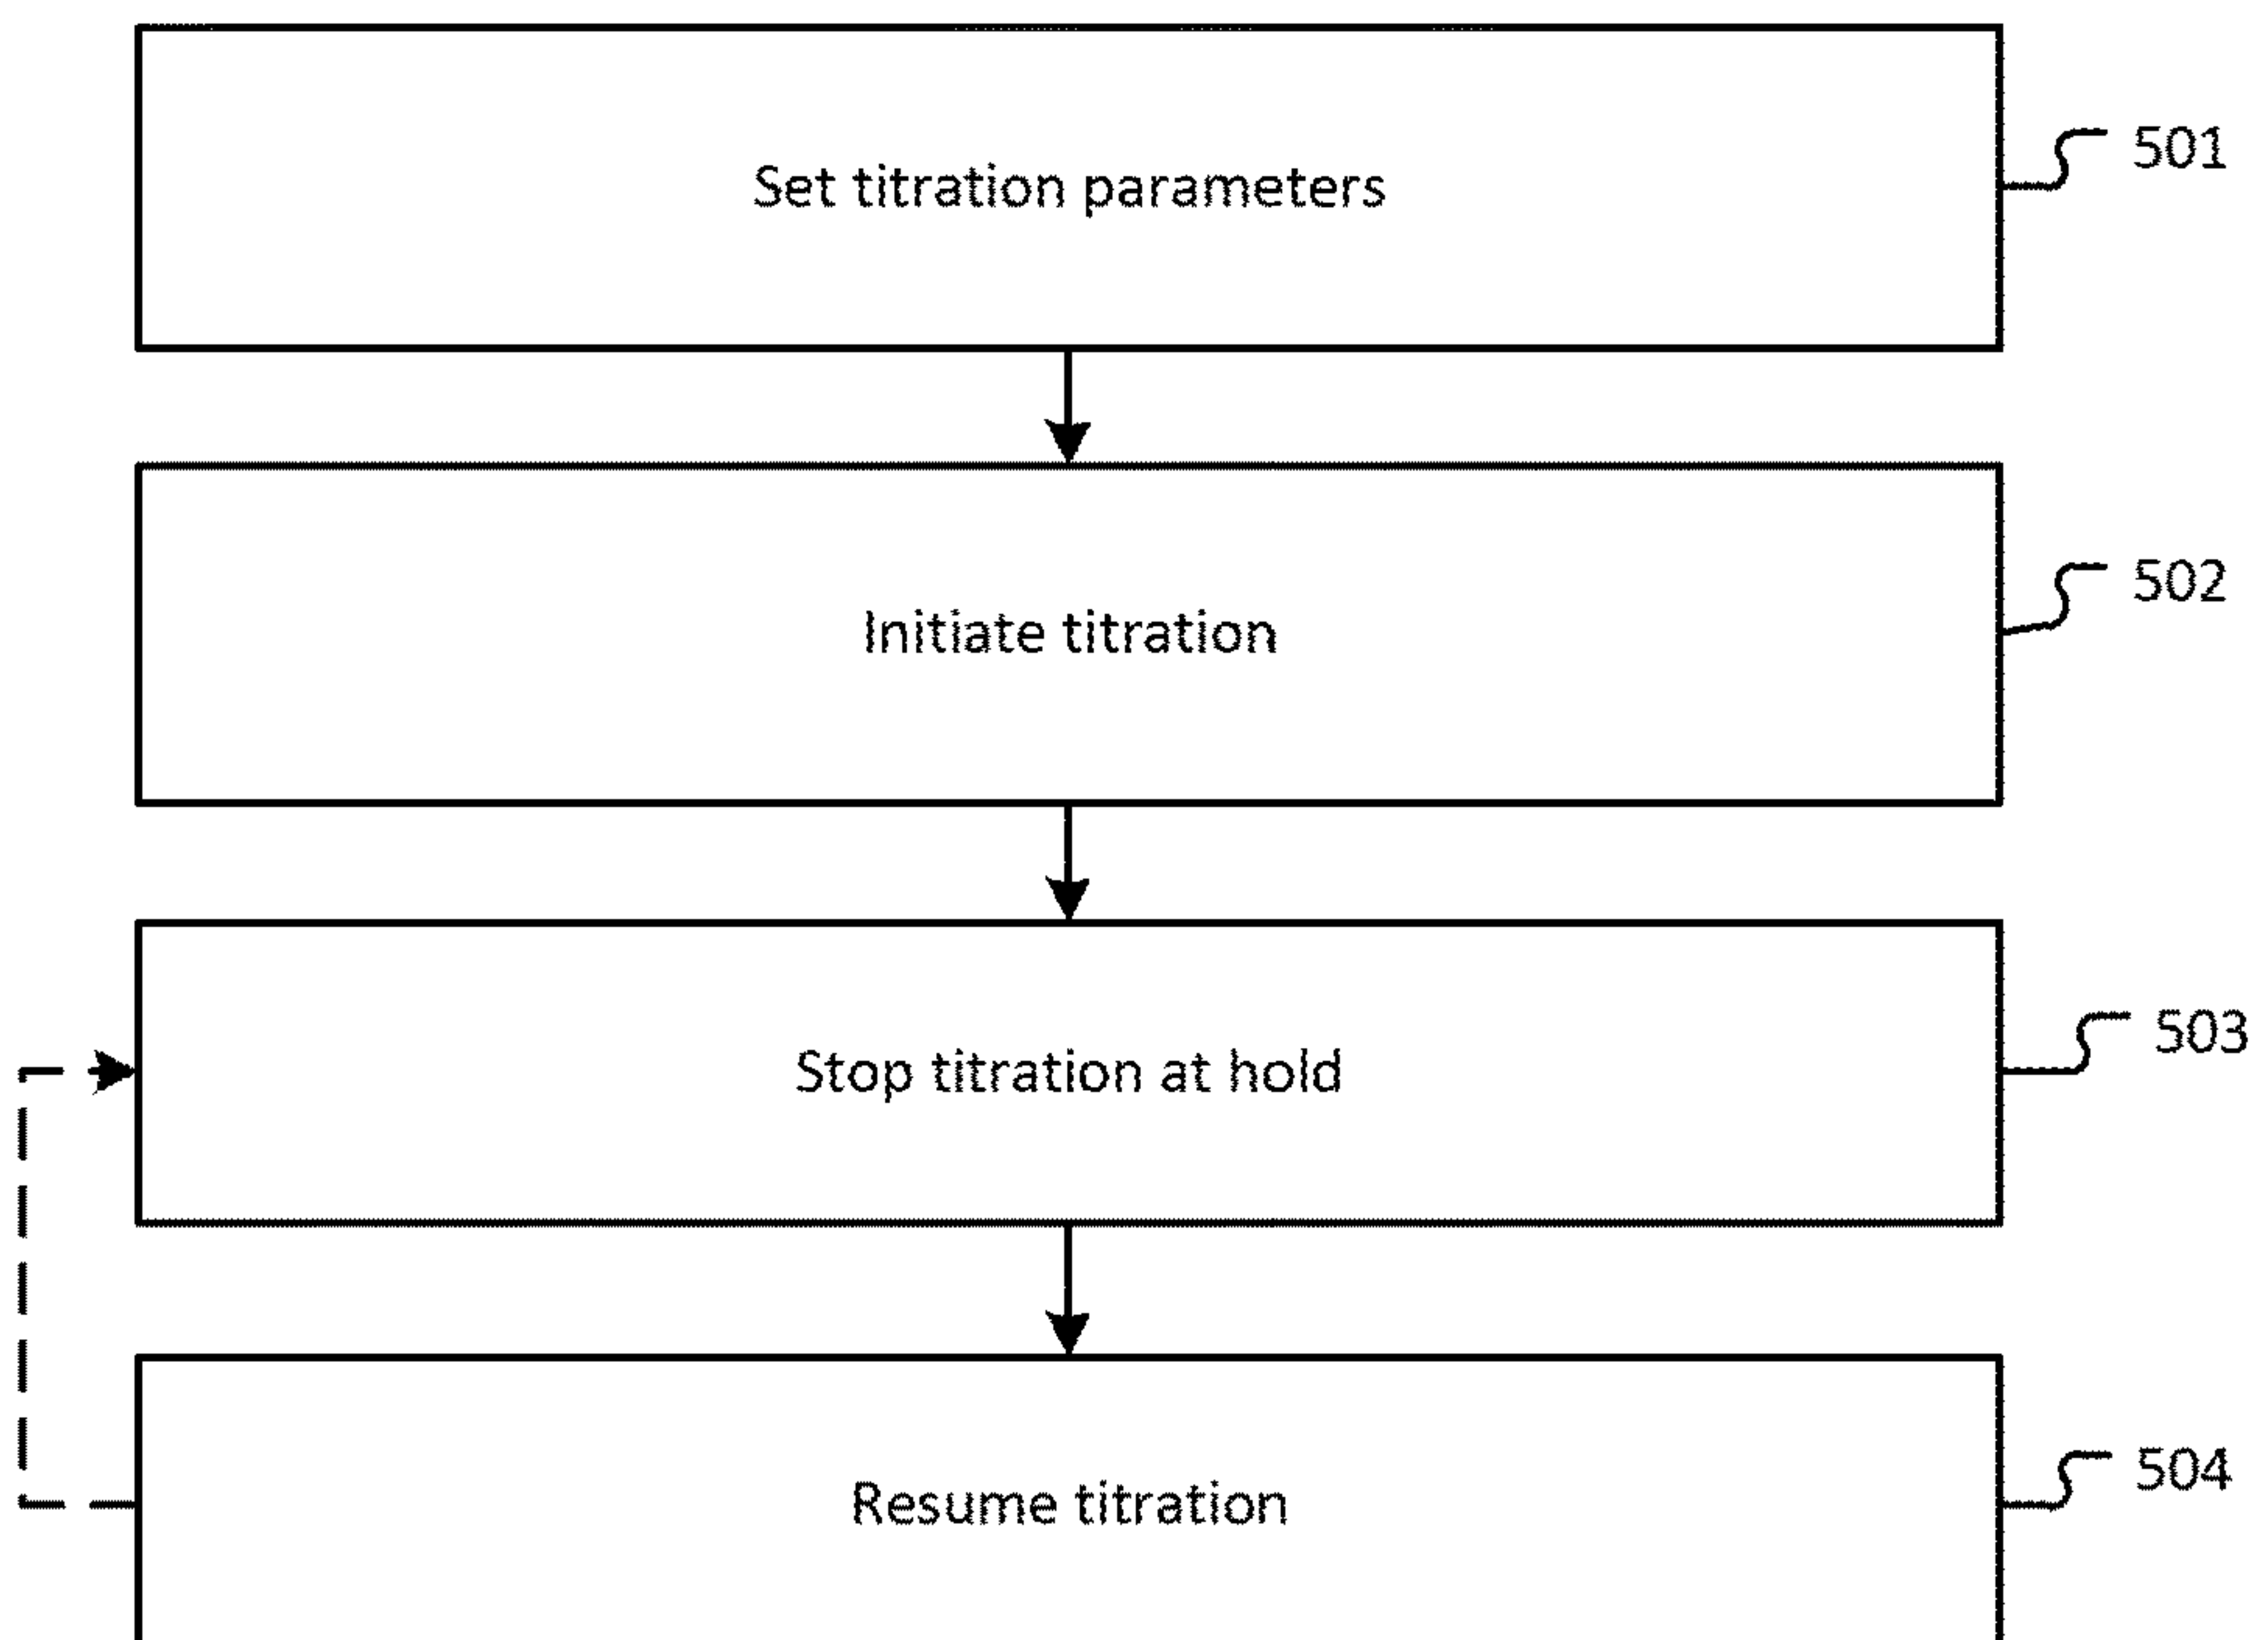 Set titration parameters
501
Initiate titration
502
Stop titration at hold
503
Resume titration
504